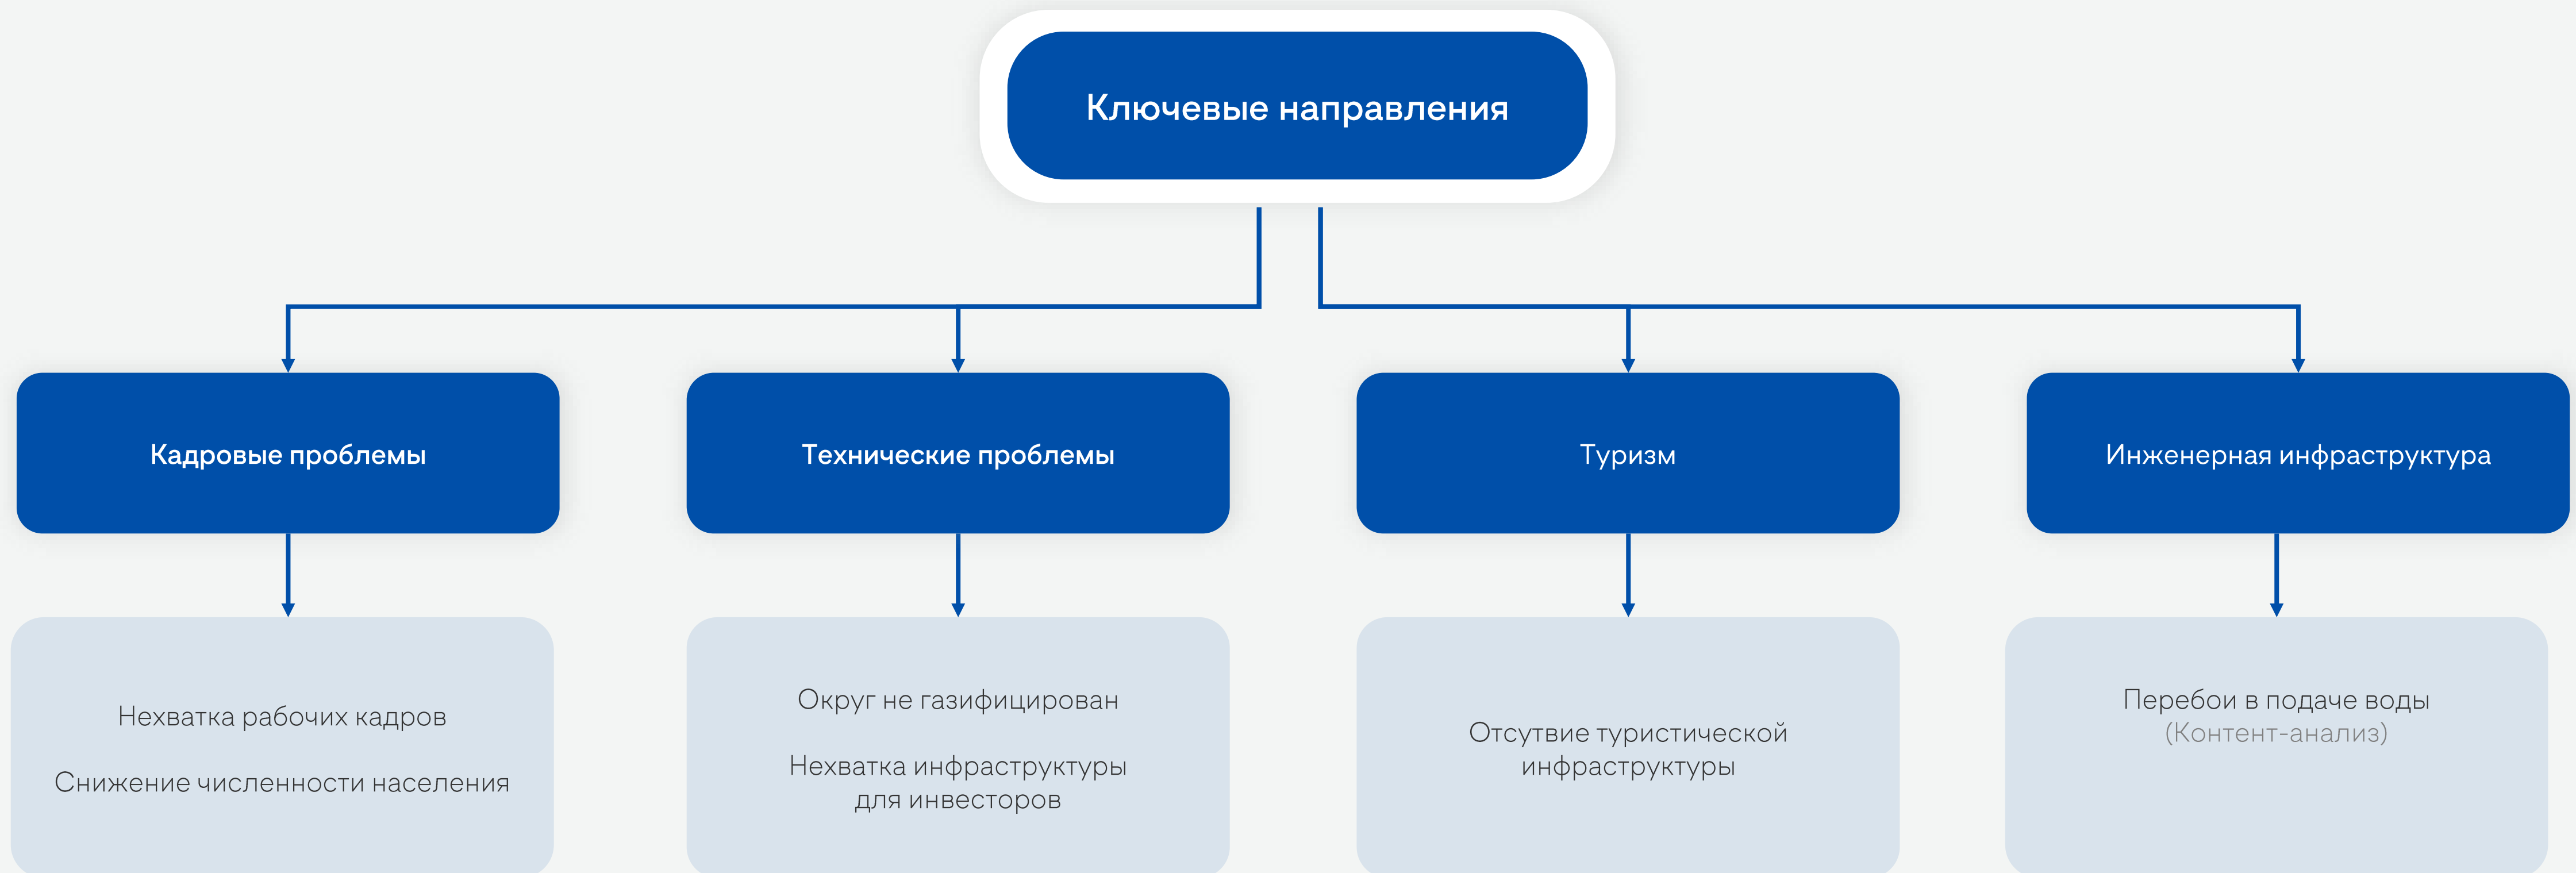 Ключевые направления
Кадровые проблемы
Технические проблемы
Туризм
Инженерная инфраструктура
Нехватка рабочих кадров
Снижение численности населения
Округ не газифицирован
Нехватка инфраструктуры
для инвесторов
Отсутвие туристической
инфраструктуры
Перебои в подаче воды
(Контент-анализ)